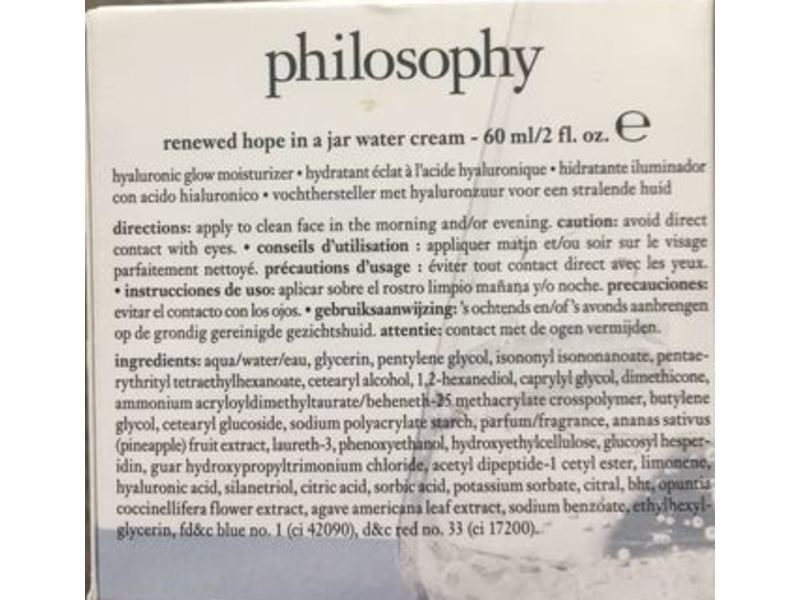 philosophy
renewed hope in a jar water cream - 60 ml/2 fl. oz. ℮
hyaluronic glow moisturizer • hydratant éclat à l'acide hyaluronique • hidratante iluminador
con acido hialuronico • vochthersteller met hyaluronzuur voor een stralende huid
directions: apply to clean face in the morning and/or evening. caution: avoid direct
contact with eyes. • conseils d'utilisation : appliquer matin et/ou soir sur le visage
parfaitement nettoyé. précautions d'usage : éviter tout contact direct avec les yeux.
• instrucciones de uso: aplicar sobre el rostro limpio mañana y/o noche. precauciones:
evitar el contacto con los ojos. • gebruiksaanwijzing: 's ochtends en/of 's avonds aanbrengen
op de grondig gereinigde gezichtshuid. attentie: contact met de ogen vermijden.
ingredients: aqua/water/eau, glycerin, pentylene glycol, isononyl isononanoate, pentae-
rythrityl tetraethylhexanoate, cetearyl alcohol, 1,2-hexanediol, caprylyl glycol, dimethicone,
ammonium acryloyldimethyltaurate/beheneth-25 methacrylate crosspolymer, butylene
glycol, cetearyl glucoside, sodium polyacrylate starch, parfum/fragrance, ananas sativus
(pineapple) fruit extract, laureth-3, phenoxyethanol, hydroxyethylcellulose, glucosyl hesper-
idin, guar hydroxypropyltrimonium chloride, acetyl dipeptide-1 cetyl ester, limonene,
hyaluronic acid, silanetriol, citric acid, sorbic acid, potassium sorbate, citral, bht, opuntia
coccinellifera flower extract, agave americana leaf extract, sodium benzoate, ethylhexyl-
glycerin, fd&c blue no. 1 (ci 42090), d&c red no. 33 (ci 17200).